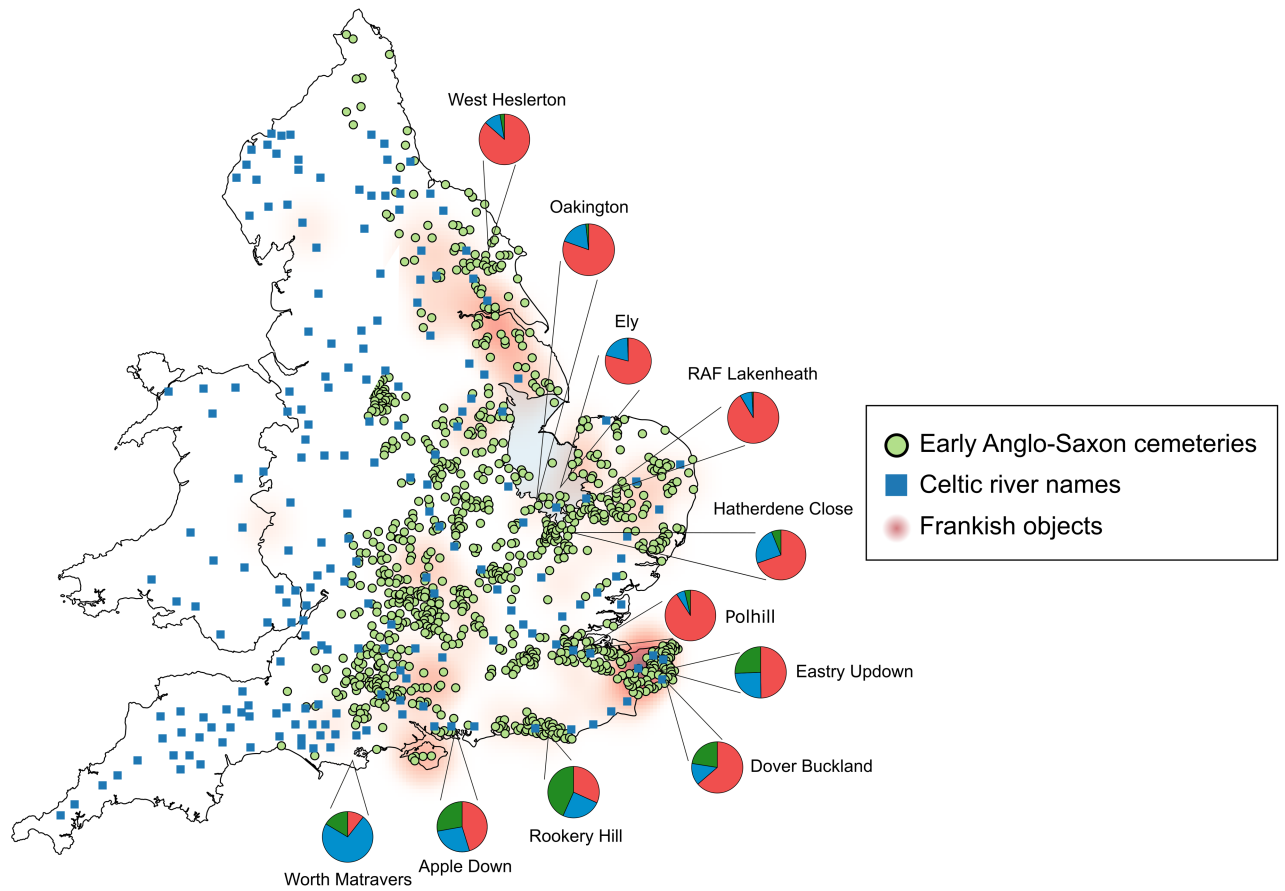 West Heslerton
Oakington
Ely
RAF Lakenheath
Early Anglo-Saxon cemeteries
Celtic river names
Frankish objects
Hatherdene Close
Polhill
Eastry Updown
Dover Buckland
Rookery Hill
Apple Down
Worth Matravers